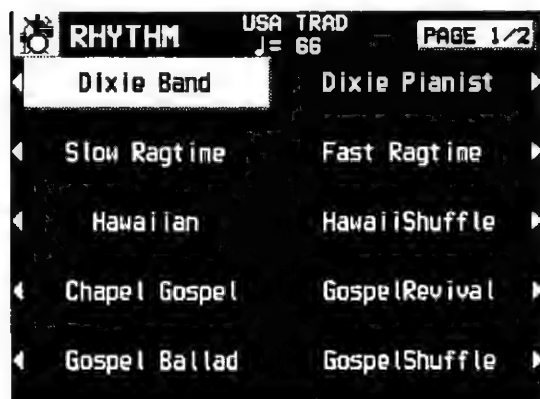 RHYTHM USA TRAD PAGE 1/2
♩= 66
Dixie Band Dixie Pianist
Slow Ragtime Fast Ragtime
Hawaiian HawaiiShuffle
Chapel Gospel GospelRevival
Gospel Ballad GospelShuffle